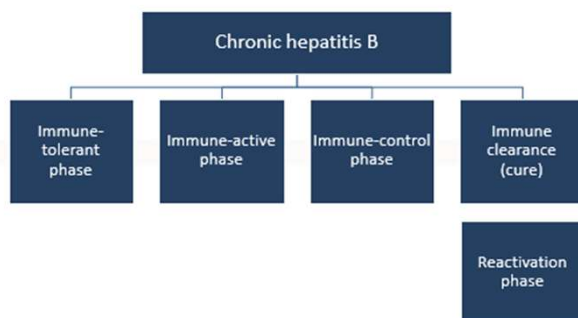 Chronic hepatitis B
Immune-
tolerant
phase
Immune-active
phase
Immune-control
phase
Immune
clearance
(cure)
Reactivation
phase